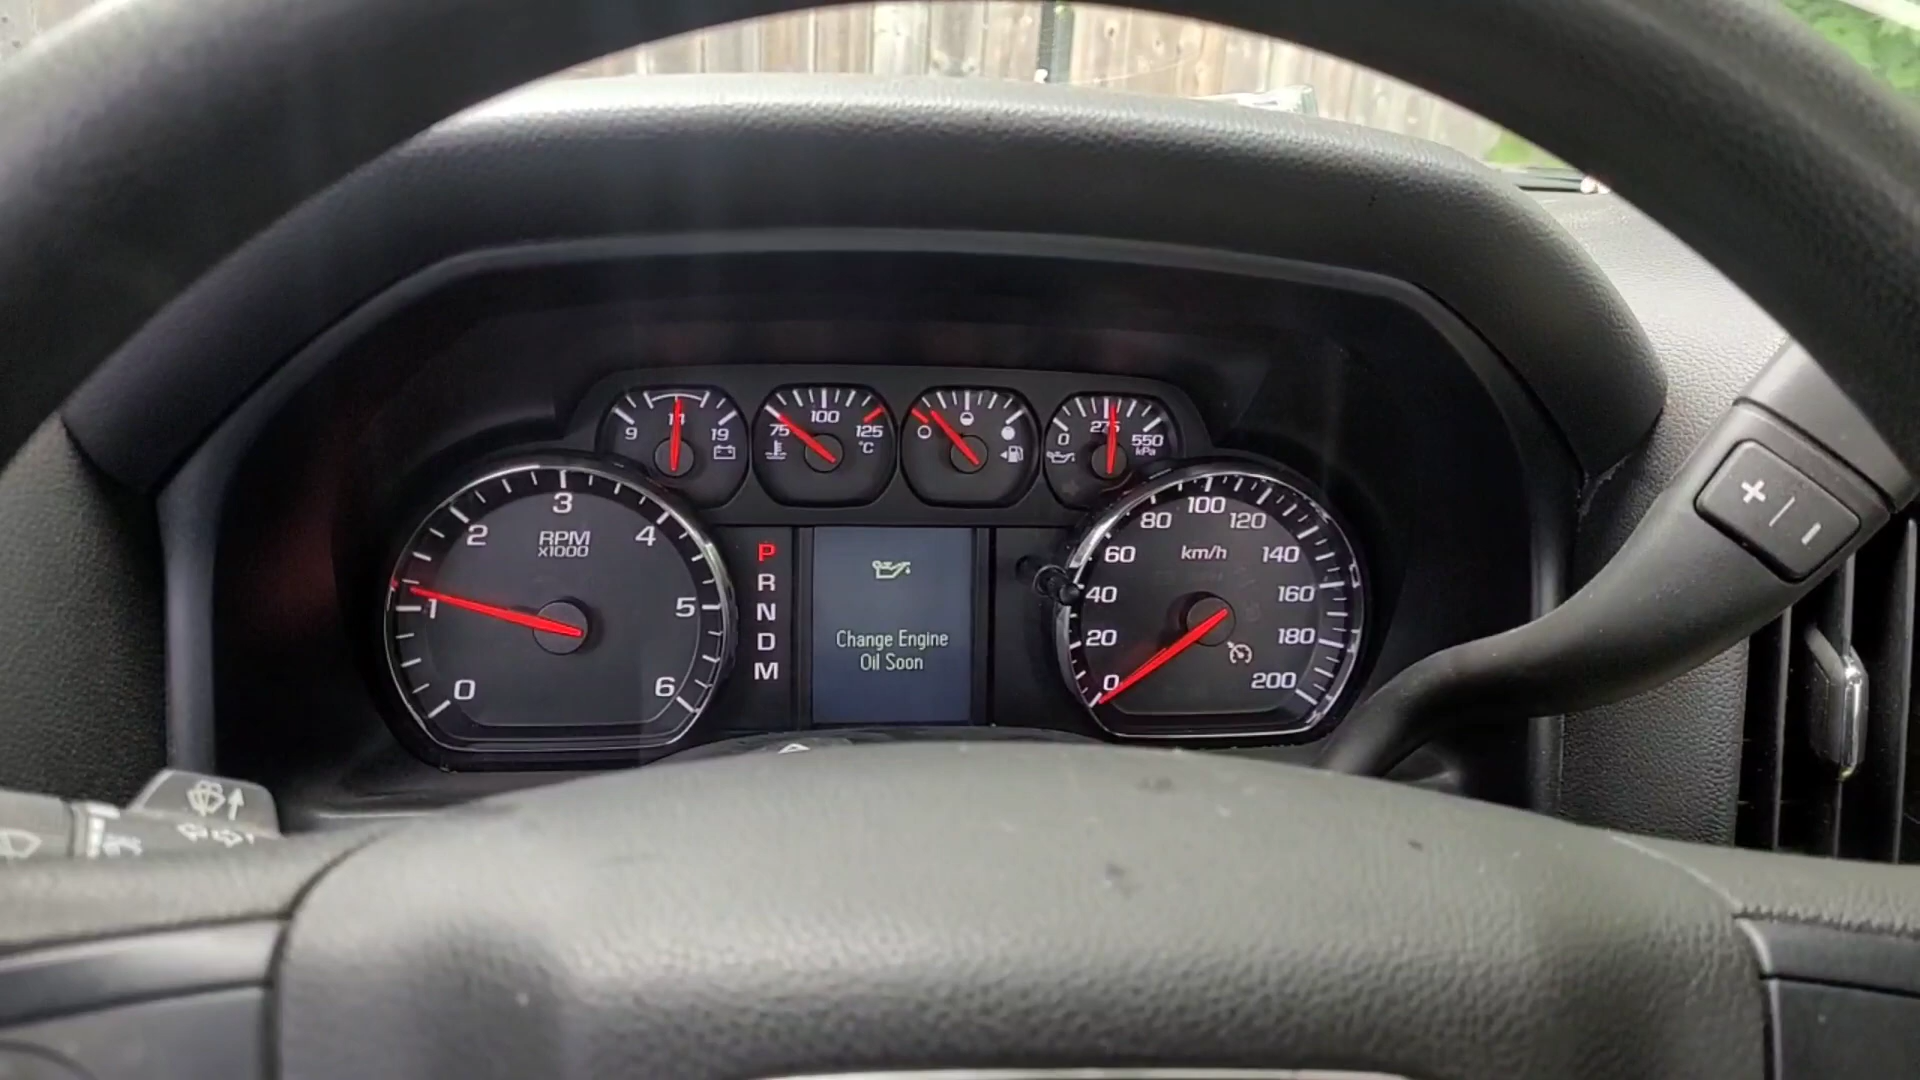 9 14 19
75 100 125 °C
0 275 550 kPa
0 1 2 3 4 5 6
RPM
x1000
P
R
N
D
M
Change Engine
Oil Soon
0 20 40 60 80 100 120 140 160 180 200
km/h
+ | -